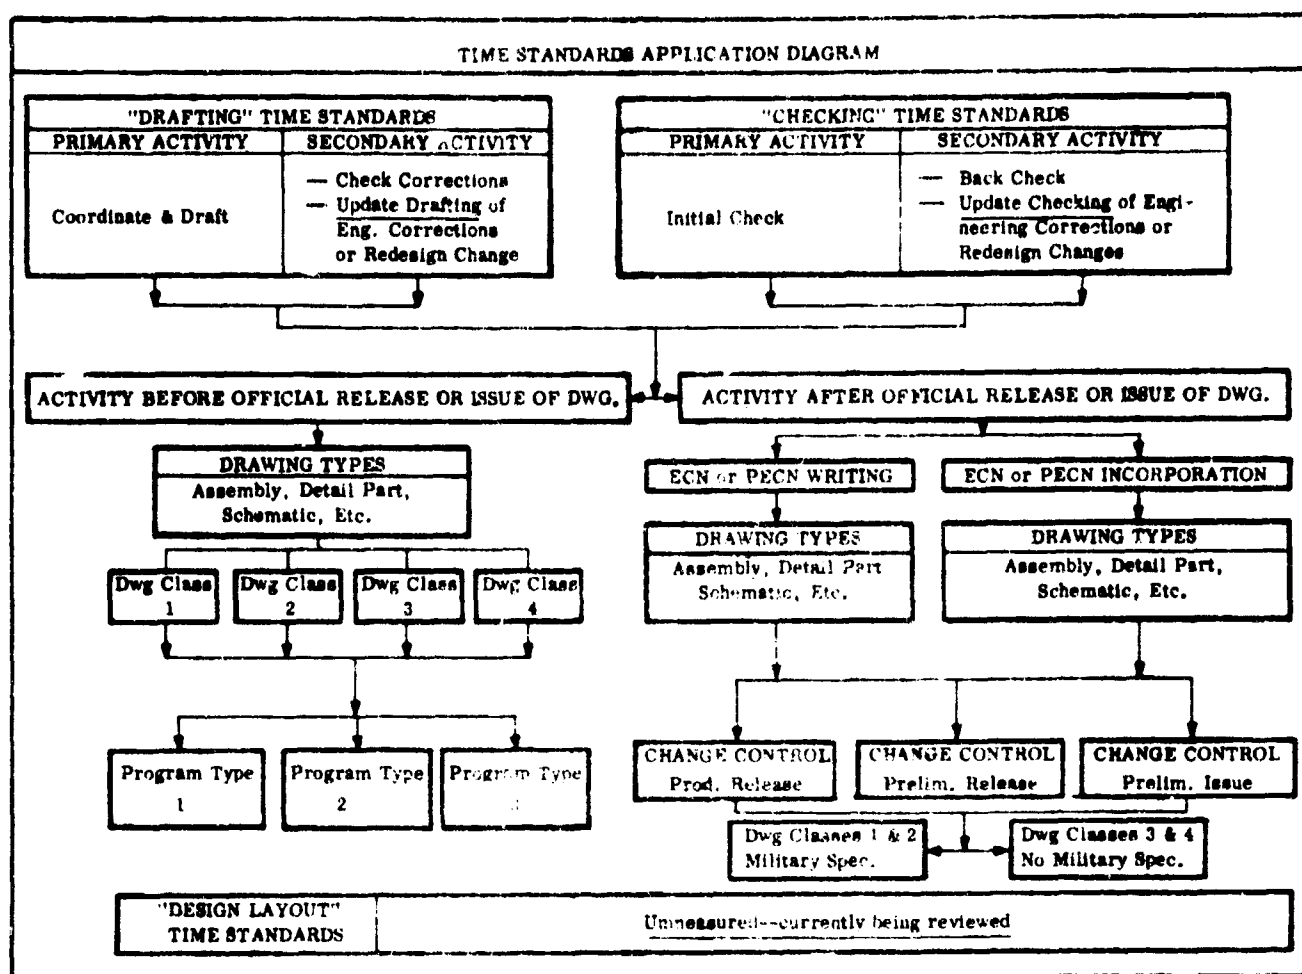 TIME STANDARDS APPLICATION DIAGRAM
"DRAFTING" TIME STANDARDS
PRIMARY ACTIVITY
SECONDARY ACTIVITY
Coordinate & Draft
— Check Corrections
— Update Drafting of
Eng. Corrections
or Redesign Change
"CHECKING" TIME STANDARDS
PRIMARY ACTIVITY
SECONDARY ACTIVITY
Initial Check
— Back Check
— Update Checking of Engi-
neering Corrections or
Redesign Changes
ACTIVITY BEFORE OFFICIAL RELEASE OR ISSUE OF DWG.
ACTIVITY AFTER OFFICIAL RELEASE OR ISSUE OF DWG.
DRAWING TYPES
Assembly, Detail Part,
Schematic, Etc.
Dwg Class
1
Dwg Class
2
Dwg Class
3
Dwg Class
4
Program Type
1
Program Type
2
Program Type
3
ECN or PECN WRITING
ECN or PECN INCORPORATION
DRAWING TYPES
Assembly, Detail Part
Schematic, Etc.
DRAWING TYPES
Assembly, Detail Part,
Schematic, Etc.
CHANGE CONTROL
Prod. Release
CHANGE CONTROL
Prelim. Release
CHANGE CONTROL
Prelim. Issue
Dwg Classes 1 & 2
Military Spec.
Dwg Classes 3 & 4
No Military Spec.
"DESIGN LAYOUT"
TIME STANDARDS
Unmeasured--currently being reviewed